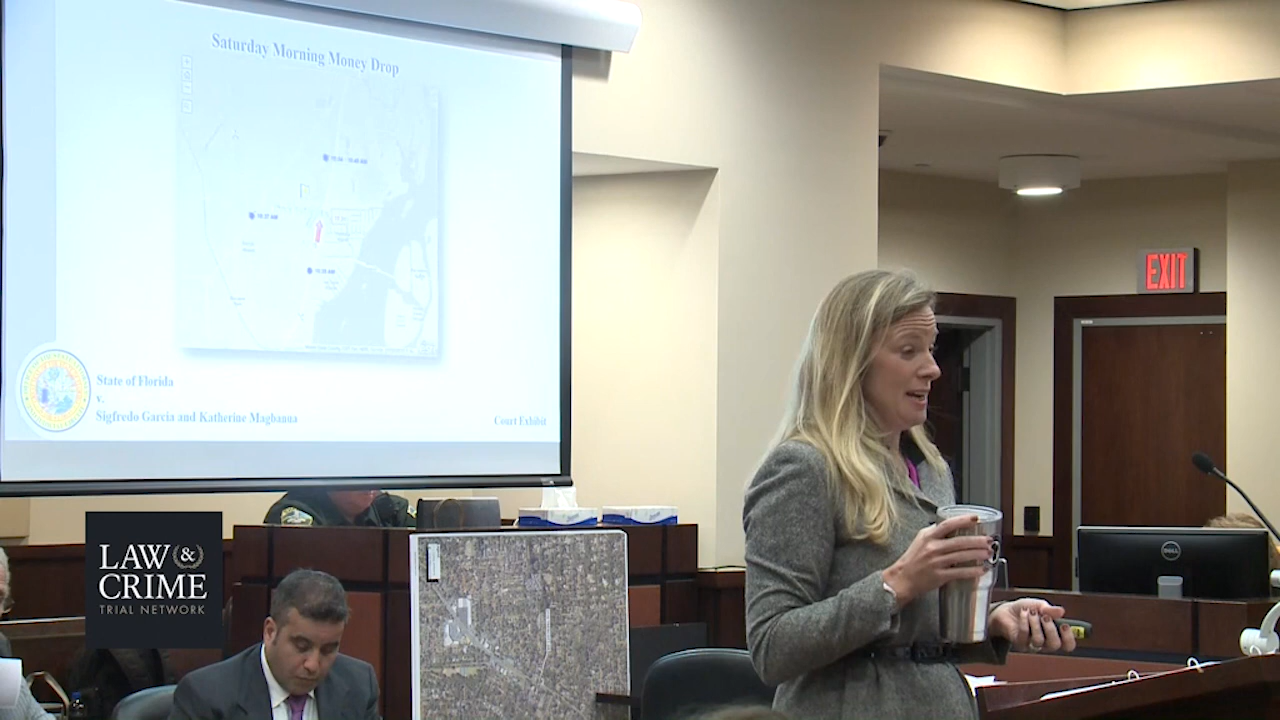 Saturday Morning Money Drop
State of Florida
v.
Sigfredo Garcia and Katherine Magbanua
Court Exhibit
EXIT
LAW &
CRIME
TRIAL NETWORK
DELL